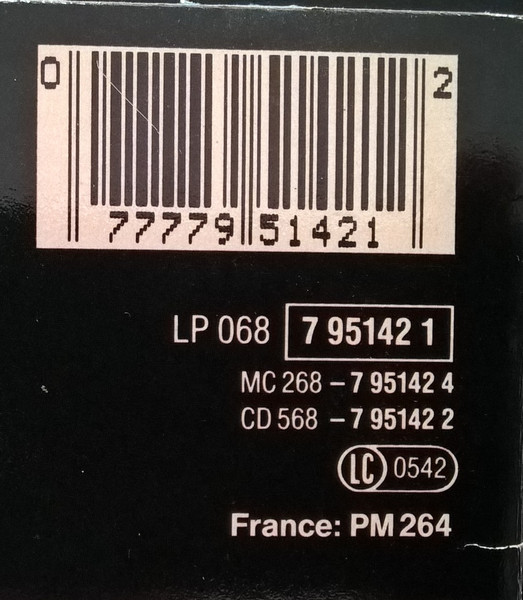 0 2
77779 51421
LP 068 7 95142 1
MC 268 – 7 95142 4
CD 568 – 7 95142 2
LC 0542
France: PM 264